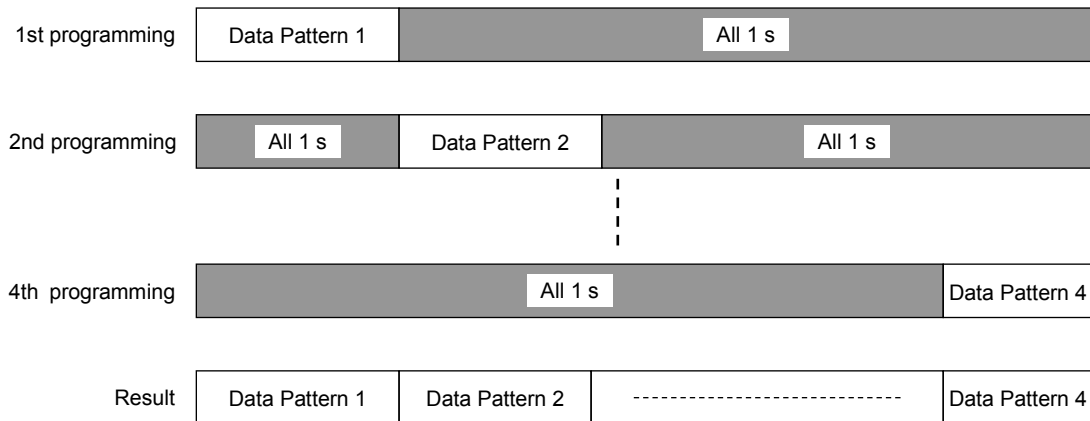 1st programming Data Pattern 1 All 1 s
2nd programming All 1 s Data Pattern 2 All 1 s
4th programming All 1 s Data Pattern 4
Result Data Pattern 1 Data Pattern 2 Data Pattern 4